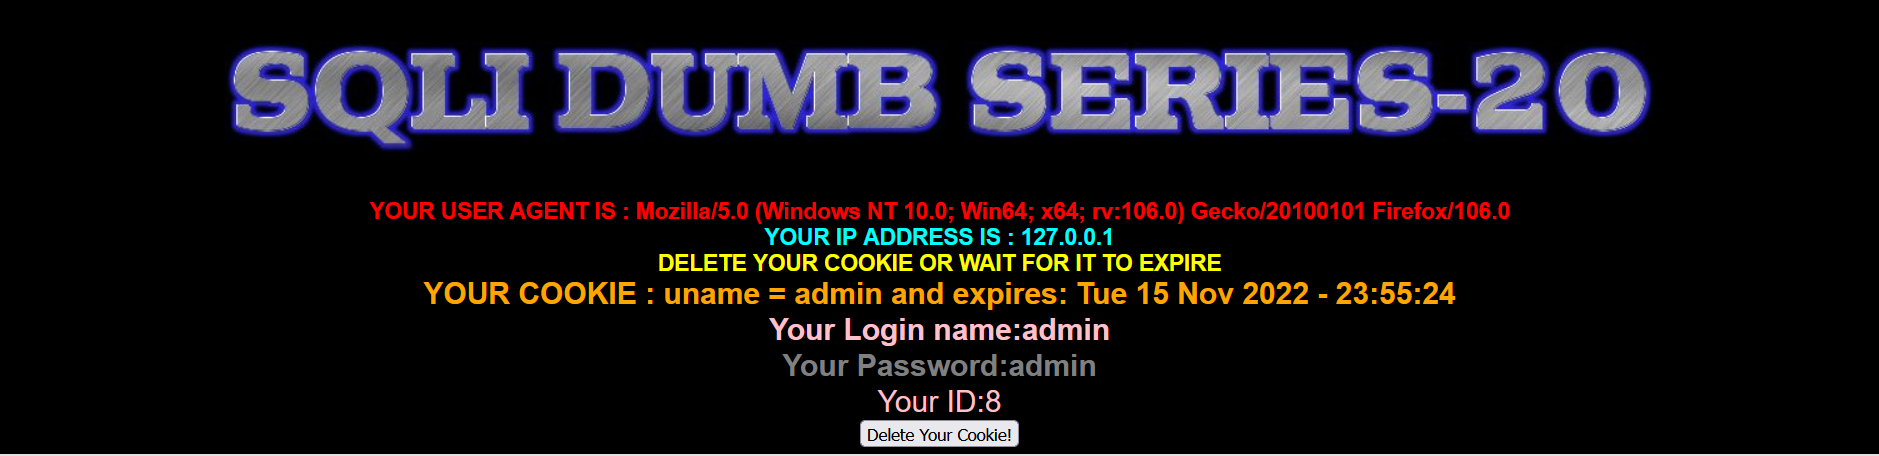 SQLI DUMB SERIES-20
YOUR USER AGENT IS : Mozilla/5.0 (Windows NT 10.0; Win64; x64; rv:106.0) Gecko/20100101 Firefox/106.0
YOUR IP ADDRESS IS : 127.0.0.1
DELETE YOUR COOKIE OR WAIT FOR IT TO EXPIRE
YOUR COOKIE : uname = admin and expires: Tue 15 Nov 2022 - 23:55:24
Your Login name:admin
Your Password:admin
Your ID:8
Delete Your Cookie!